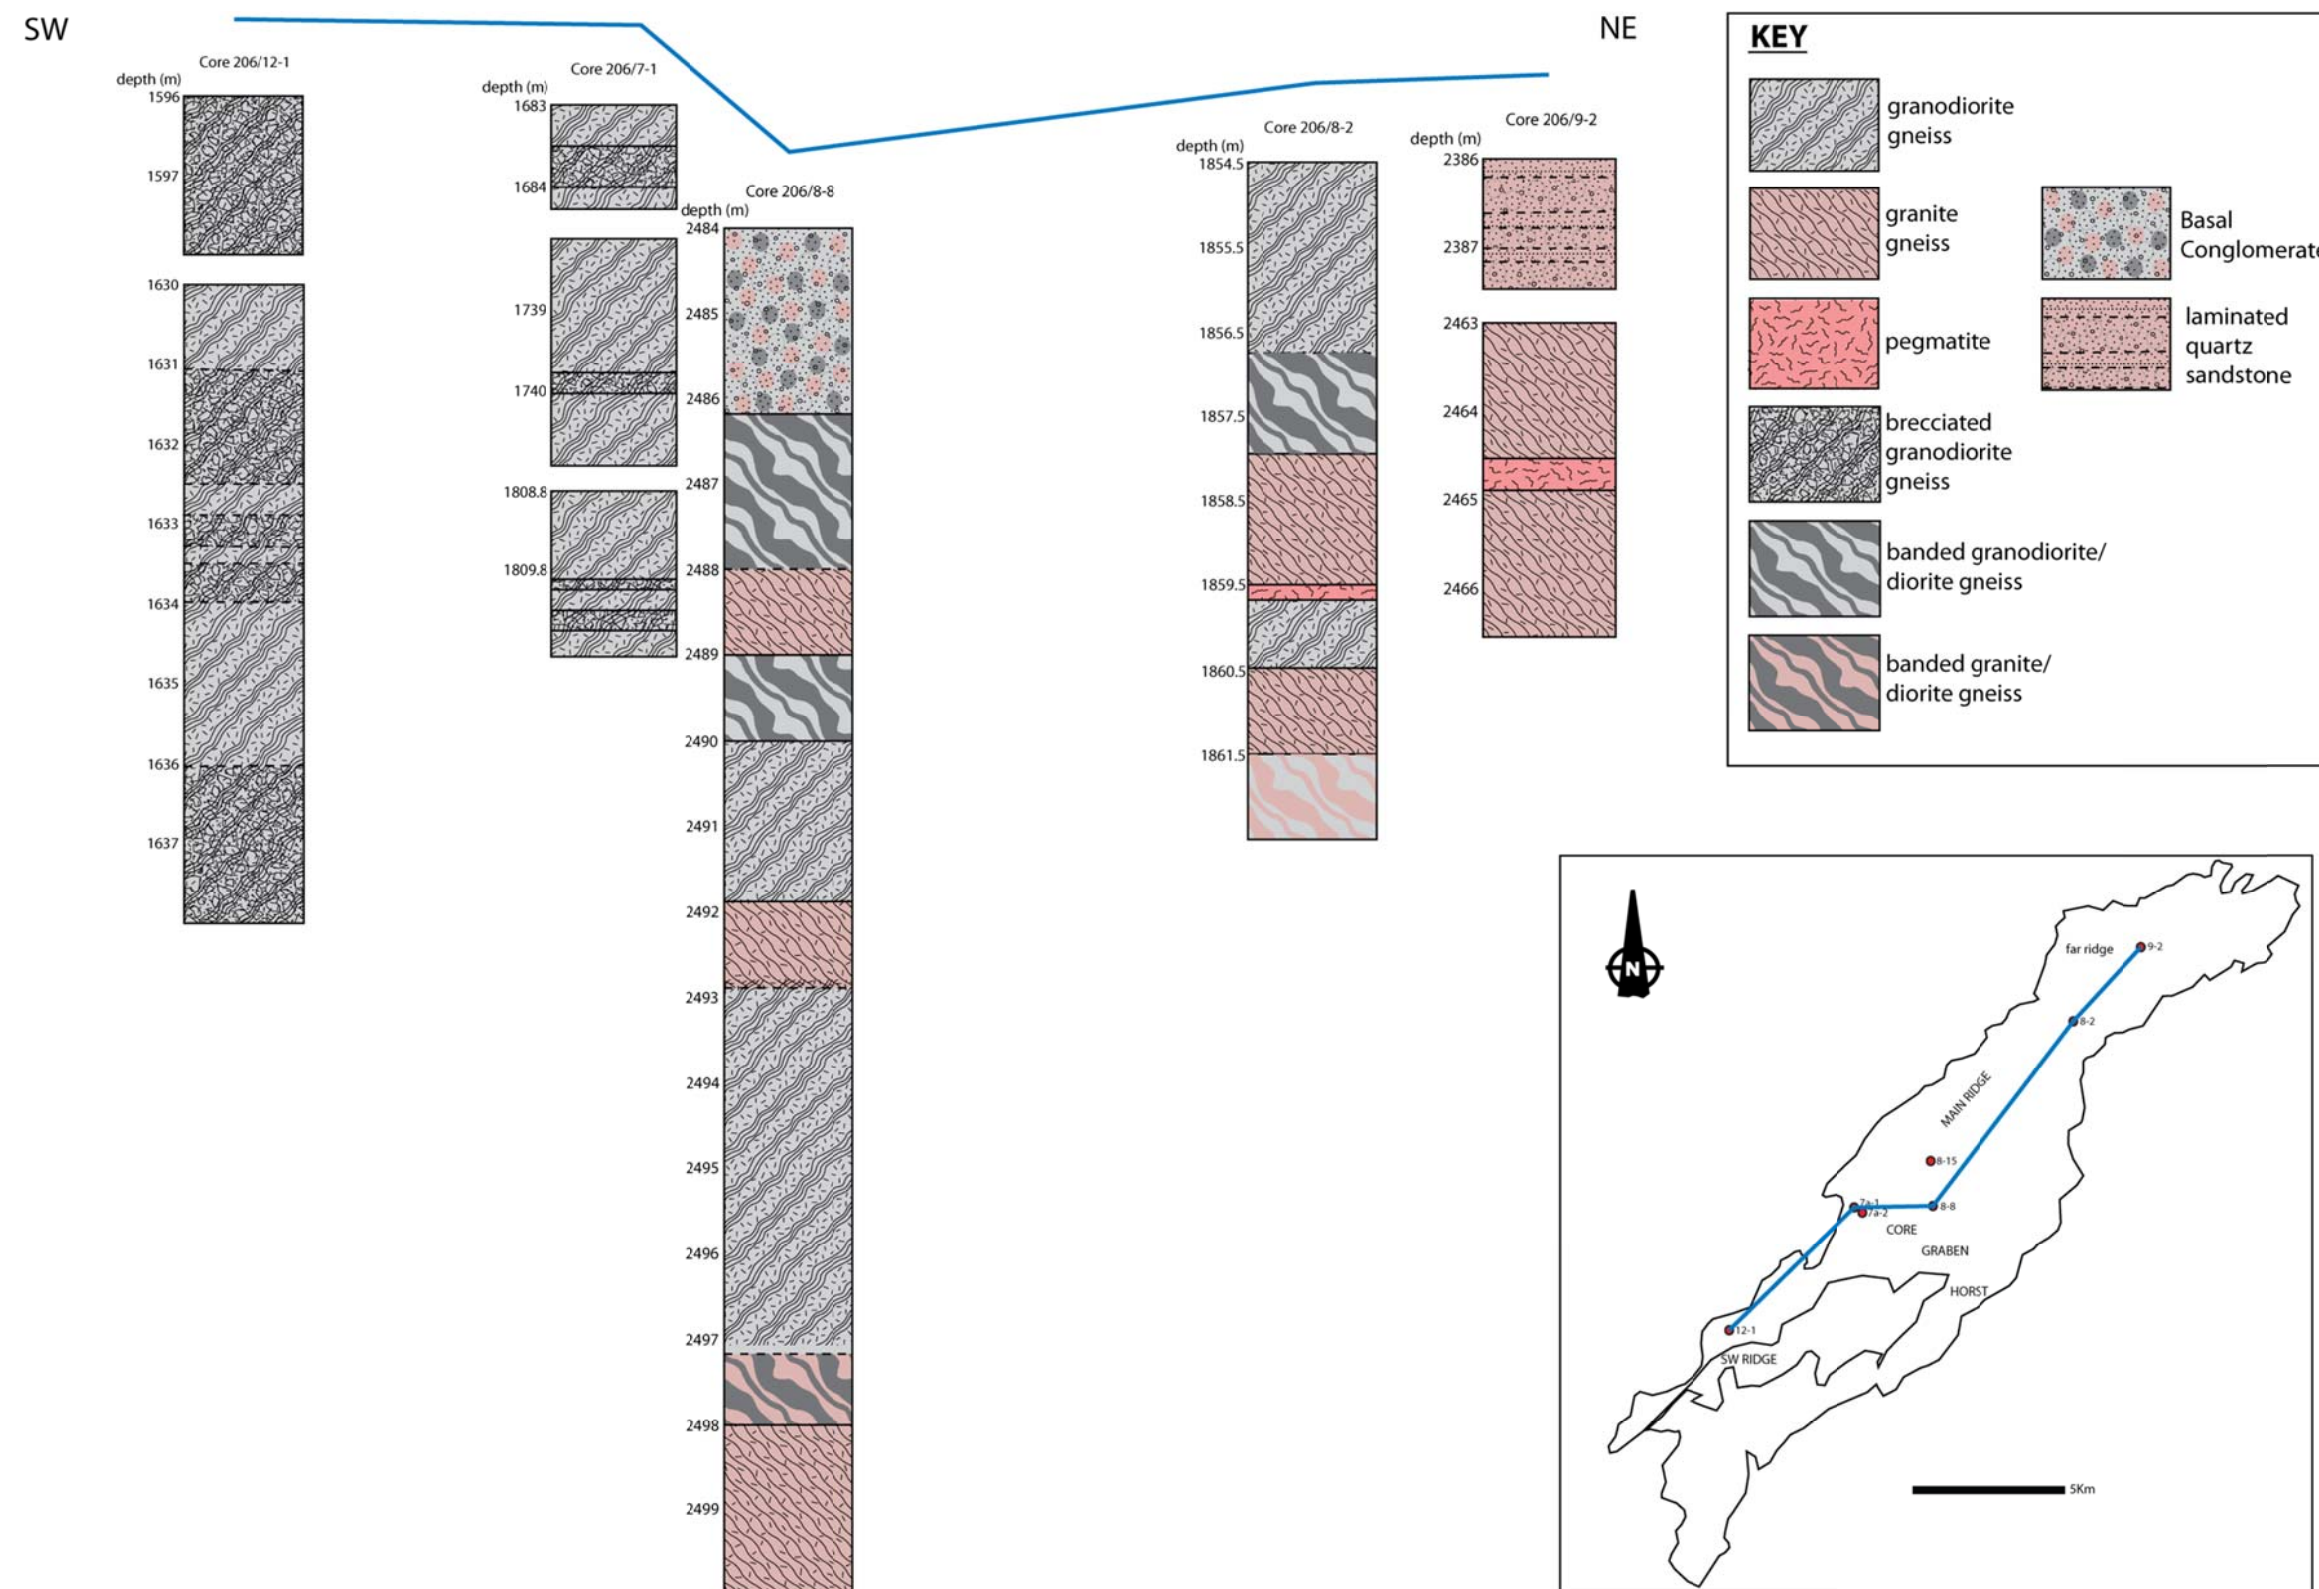 SW
NE
Core 206/12-1
depth (m)
1596
1597
1630
1631
1632
1633
1634
1635
1636
1637
Core 206/7-1
depth (m)
1683
1684
1739
1740
1808.8
1809.8
Core 206/8-8
depth (m)
2484
2485
2486
2487
2488
2489
2490
2491
2492
2493
2494
2495
2496
2497
2498
2499
Core 206/8-2
depth (m)
1854.5
1855.5
1856.5
1857.5
1858.5
1859.5
1860.5
1861.5
Core 206/9-2
depth (m)
2386
2387
2463
2464
2465
2466
KEY
granodiorite
gneiss
granite
gneiss
pegmatite
brecciated
granodiorite
gneiss
banded granodiorite/
diorite gneiss
banded granite/
diorite gneiss
Basal
Conglomerate
laminated
quartz
sandstone
N
far ridge
9-2
8-2
MAIN RIDGE
8-15
7a-1
7a-2
8-8
CORE
GRABEN
HORST
12-1
SW RIDGE
5Km